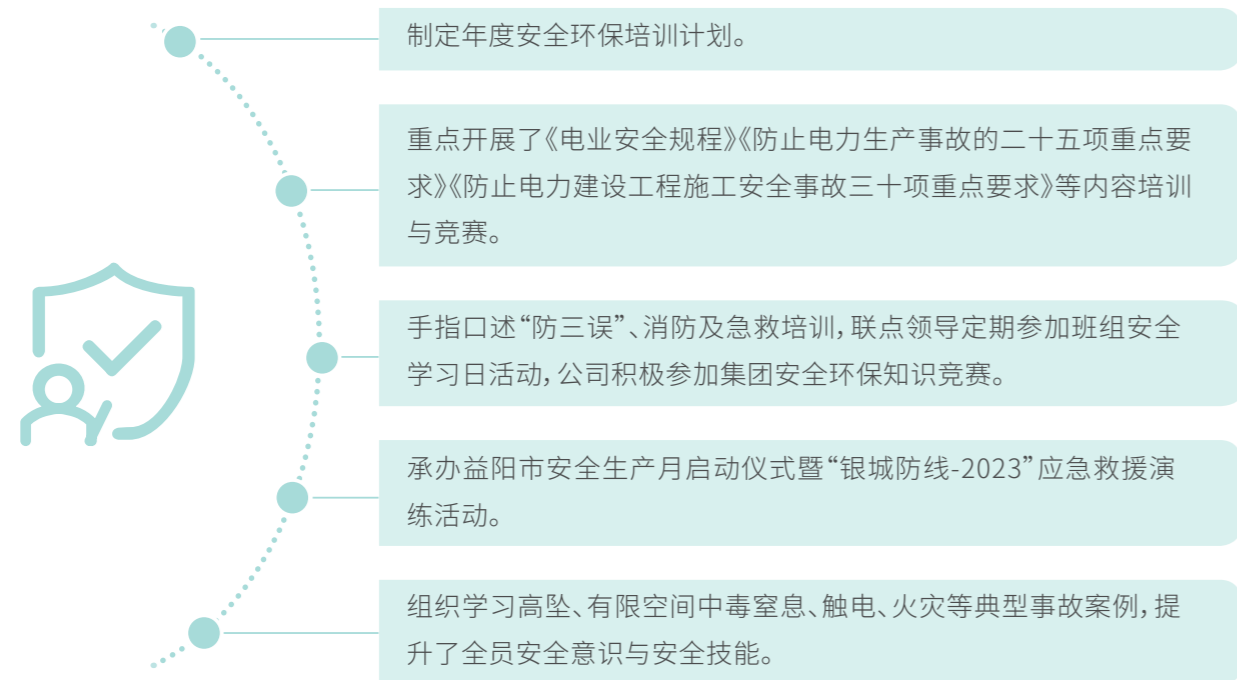 制定年度安全环保培训计划。
重点开展了《电业安全规程》《防止电力生产事故的二十五项重点要
求》《防止电力建设工程施工安全事故三十项重点要求》等内容培训
与竞赛。
手指口述“防三误”、消防及急救培训，联点领导定期参加班组安全
学习日活动，公司积极参加集团安全环保知识竞赛。
承办益阳市安全生产月启动仪式暨“银城防线-2023”应急救援演
练活动。
组织学习高坠、有限空间中毒窒息、触电、火灾等典型事故案例，提
升了全员安全意识与安全技能。